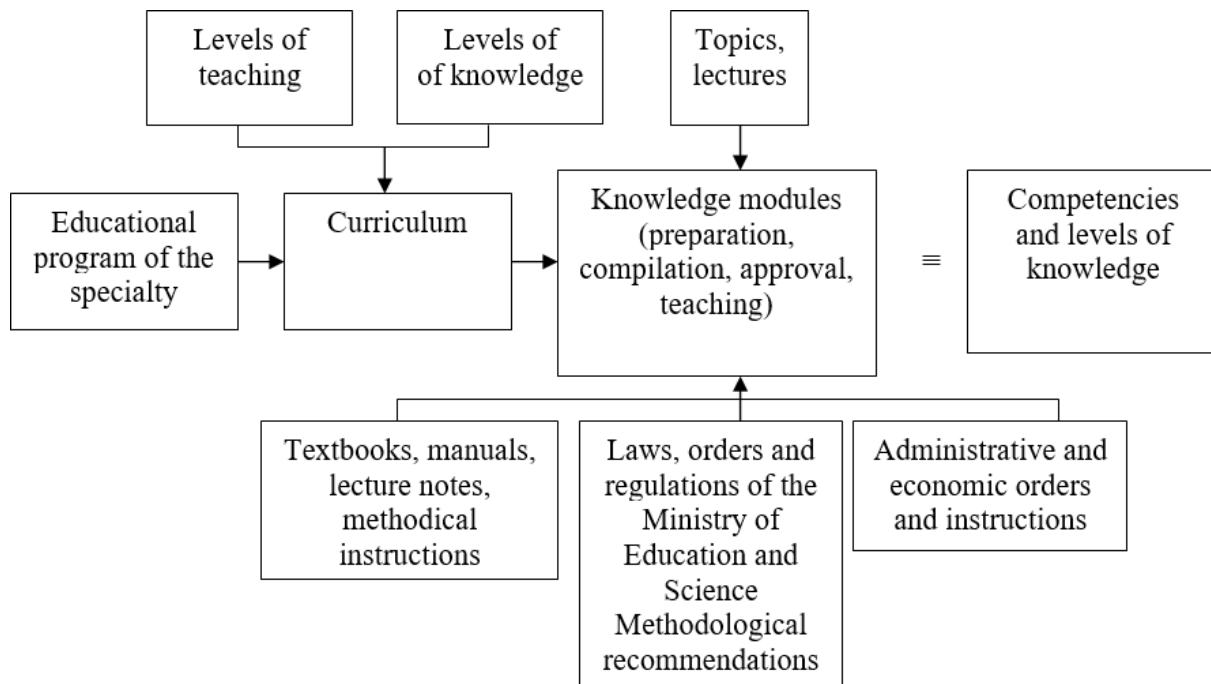 Levels of
teaching
Levels of
of knowledge
Topics,
lectures
Educational
program of the
specialty
Curriculum
Knowledge modules
(preparation,
compilation, approval,
teaching)
≡
Competencies
and levels of
knowledge
Textbooks, manuals,
lecture notes,
methodical
instructions
Laws, orders and
regulations of the
Ministry of
Education and
Science
Methodological
recommendations
Administrative and
economic orders
and instructions